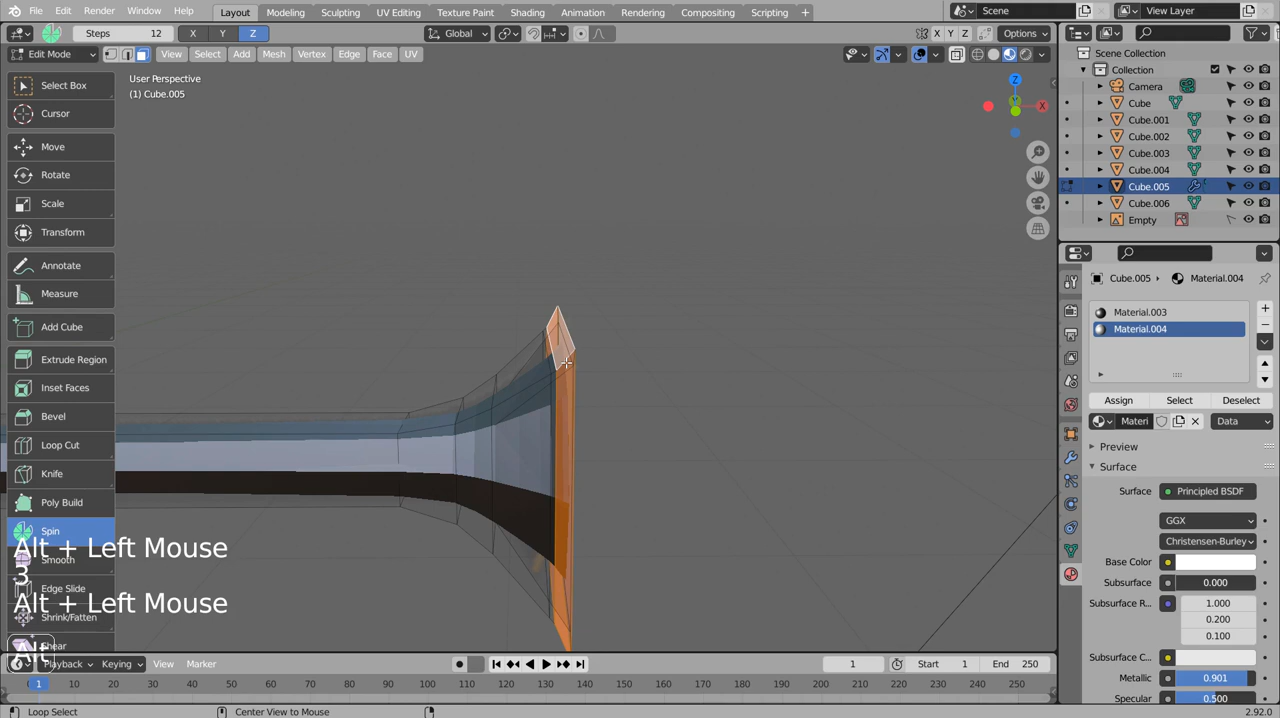 File Edit Render Window Help Layout Modeling Sculpting UV Editing Texture Paint Shading Animation Rendering Compositing Scripting + Scene View Layer
Steps 12 X Y Z Global X Y Z Options
Edit Mode View Select Add Mesh Vertex Edge Face UV
User Perspective
(1) Cube.005
Select Box
Cursor
Move
Rotate
Scale
Transform
Annotate
Measure
Add Cube
Extrude Region
Inset Faces
Bevel
Loop Cut
Knife
Poly Build
Spin
Smooth
Edge Slide
Shrink/Fatten
Shear
Alt + Left Mouse
3
Alt + Left Mouse
Alt
Z
X
Y
Scene Collection
Collection
Camera
Cube
Cube.001
Cube.002
Cube.003
Cube.004
Cube.005
Cube.006
Empty
Cube.005 › Material.004
Material.003
Material.004
Assign Select Deselect
Materi Data
Preview
Surface
Surface Principled BSDF
GGX
Christensen-Burley
Base Color
Subsurface 0.000
Subsurface R... 1.000
0.200
0.100
Subsurface C...
Metallic 0.901
Specular 0.500
Playback Keying View Marker 1 Start 1 End 250
1 10 20 30 40 50 60 70 80 90 100 110 120 130 140 150 160 170 180 190 200 210 220 230 240 250
Loop Select Center View to Mouse 2.92.0